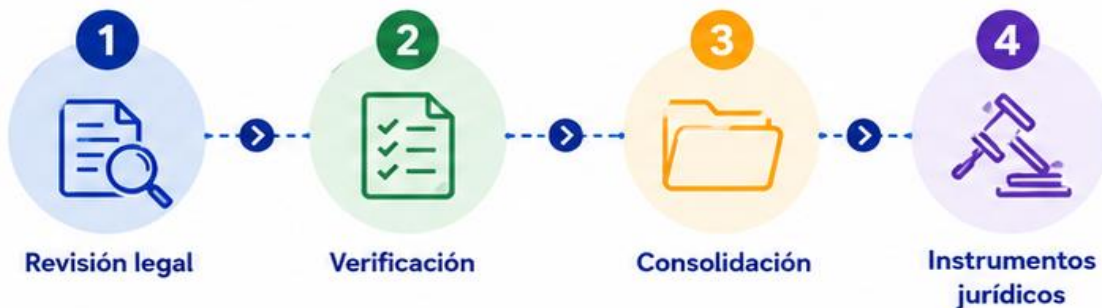 1
2
3
4
Revisión legal
Verificación
Consolidación
Instrumentos
jurídicos